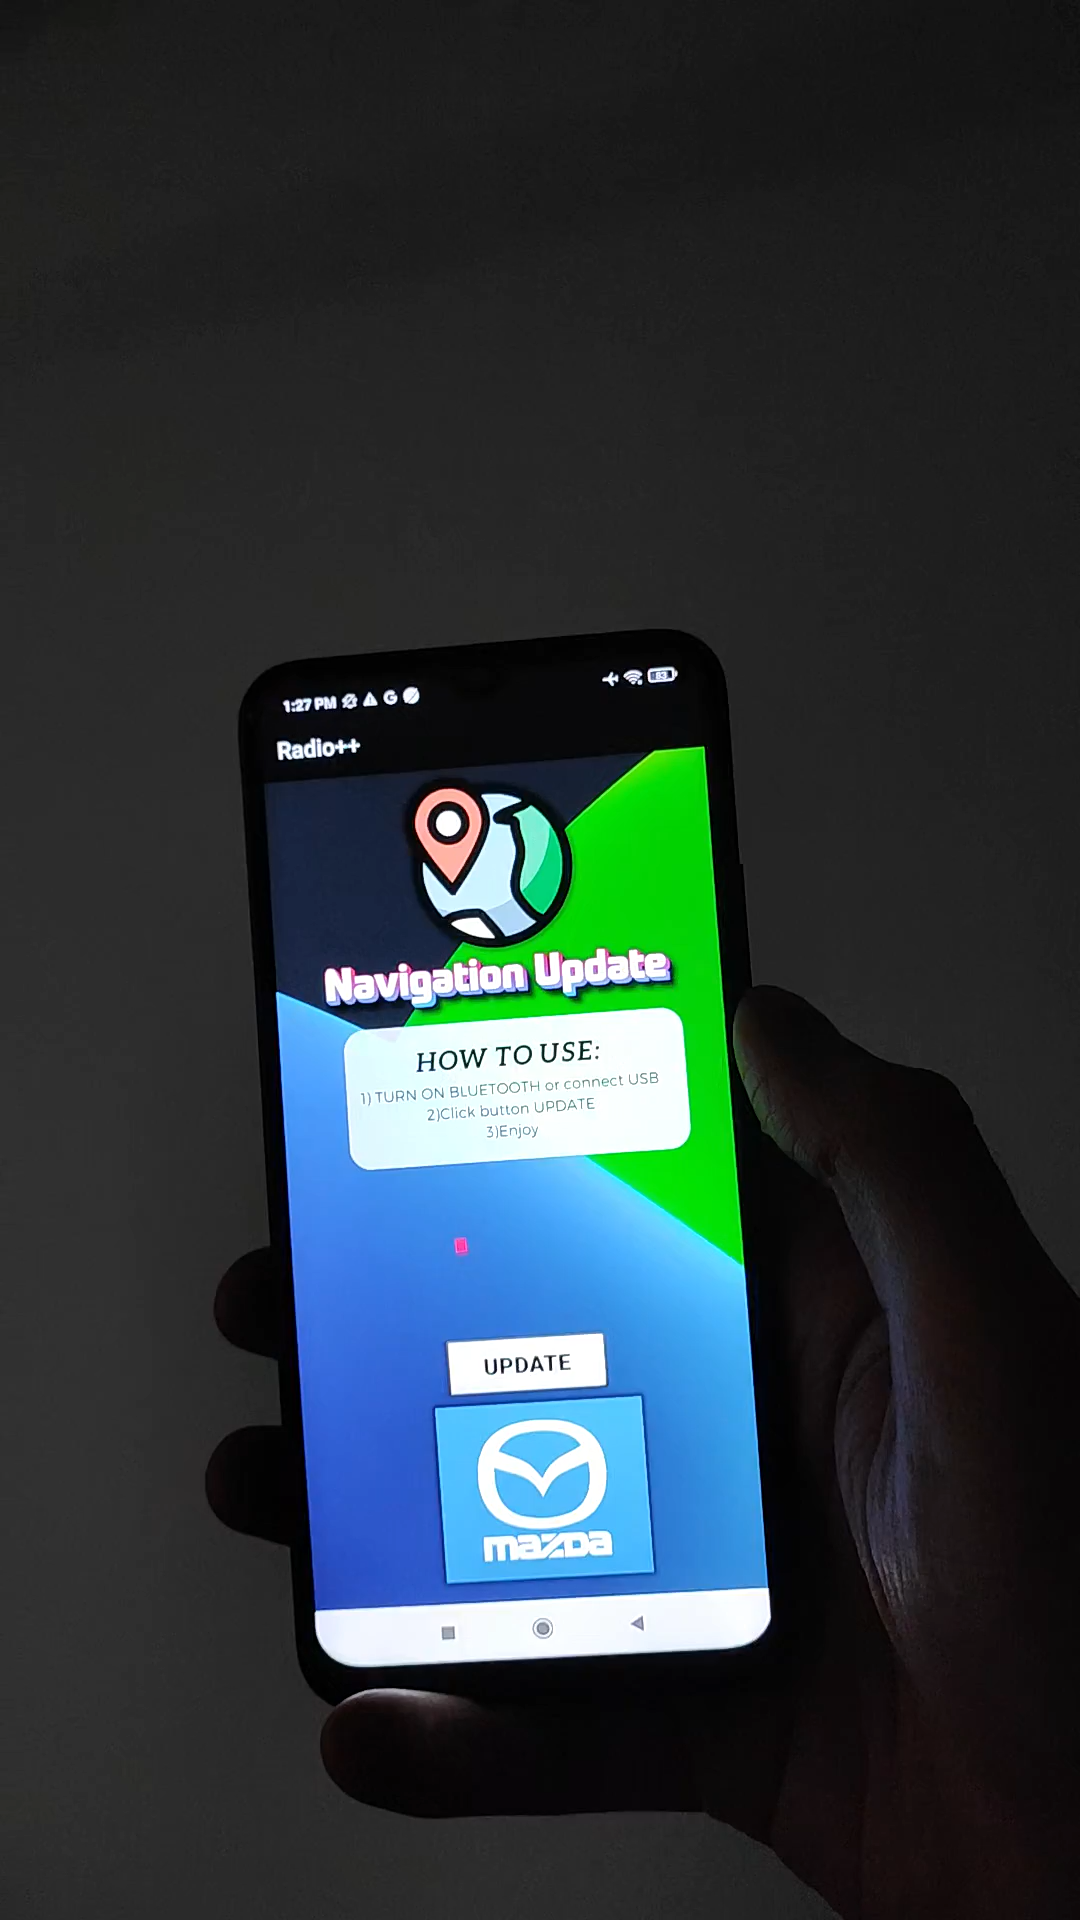 1:27 PM
83
Radio++
Navigation Update
HOW TO USE:
1) TURN ON BLUETOOTH or connect USB
2)Click button UPDATE
3)Enjoy
UPDATE
mazda